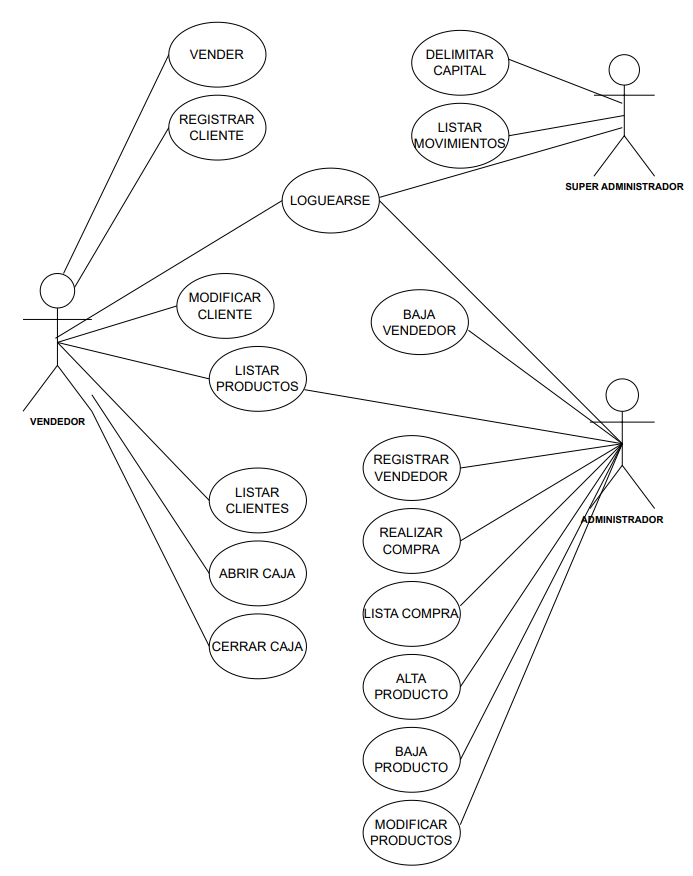 VENDER
DELIMITAR
CAPITAL
REGISTRAR
CLIENTE
LISTAR
MOVIMIENTOS
SUPER ADMINISTRADOR
LOGUEARSE
MODIFICAR
CLIENTE
BAJA
VENDEDOR
LISTAR
PRODUCTOS
VENDEDOR
REGISTRAR
VENDEDOR
LISTAR
CLIENTES
ADMINISTRADOR
REALIZAR
COMPRA
ABRIR CAJA
LISTA COMPRA
CERRAR CAJA
ALTA
PRODUCTO
BAJA
PRODUCTO
MODIFICAR
PRODUCTOS